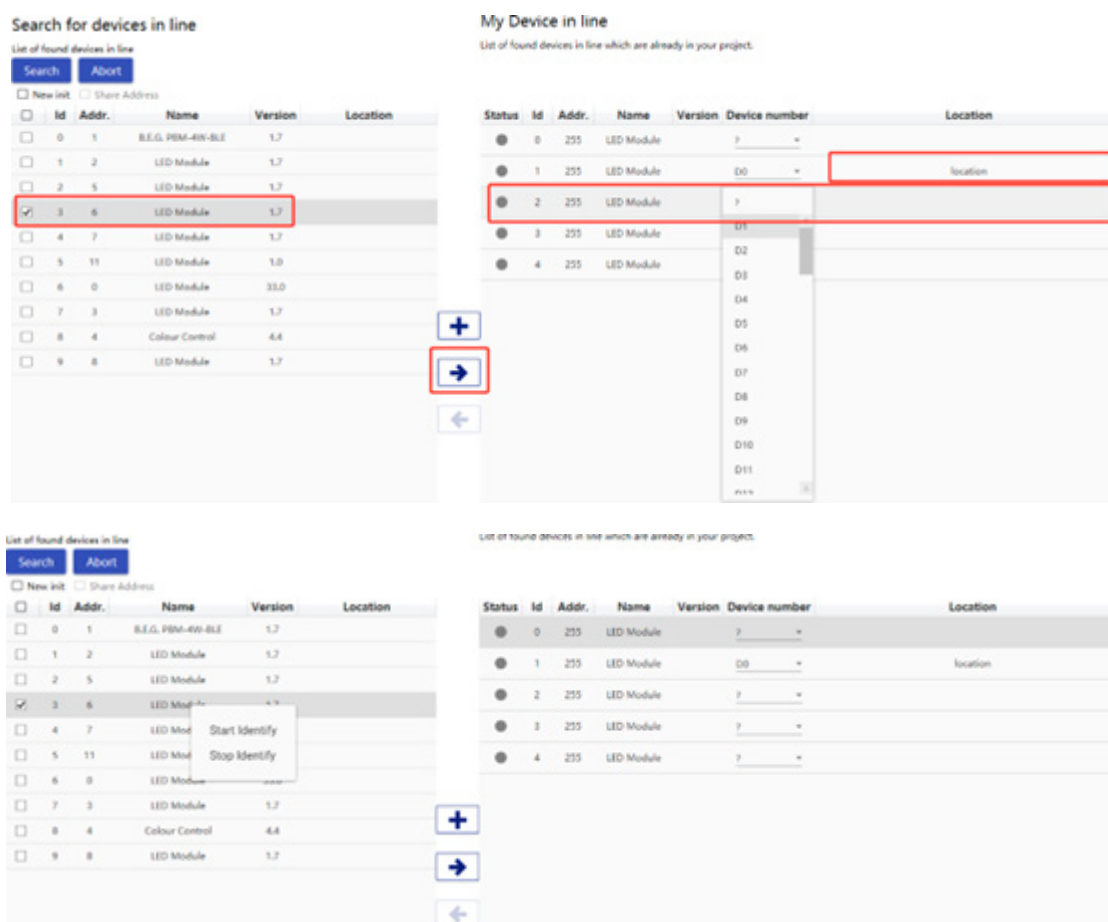 Search for devices in line
List of found devices in line
Search Abort
New init Share Address
Id Addr. Name Version Location
0 1 B.E.G. PBM-4W-BLE 1.7
1 2 LED Module 1.7
2 5 LED Module 1.7
3 6 LED Module 1.7
4 7 LED Module 1.7
5 11 LED Module 1.0
6 0 LED Module 33.0
7 3 LED Module 1.7
8 4 Colour Control 4.4
9 8 LED Module 1.7
My Device in line
List of found devices in line which are already in your project.
Status Id Addr. Name Version Device number Location
0 255 LED Module ?
1 255 LED Module D0 location
2 255 LED Module ?
3 255 LED Module
4 255 LED Module
D1
D2
D3
D4
D5
D6
D7
D8
D9
D10
D11
D12
List of found devices in line
Search Abort
New init Share Address
Id Addr. Name Version Location
0 1 B.E.G. PBM-4W-BLE 1.7
1 2 LED Module 1.7
2 5 LED Module 1.7
3 6 LED Module 1.7
4 7 LED Mod
5 11 LED Mod
6 0 LED Module 33.0
7 3 LED Module 1.7
8 4 Colour Control 4.4
9 8 LED Module 1.7
Start Identify
Stop Identify
List of found devices in line which are already in your project.
Status Id Addr. Name Version Device number Location
0 255 LED Module ?
1 255 LED Module D0 location
2 255 LED Module ?
3 255 LED Module ?
4 255 LED Module ?